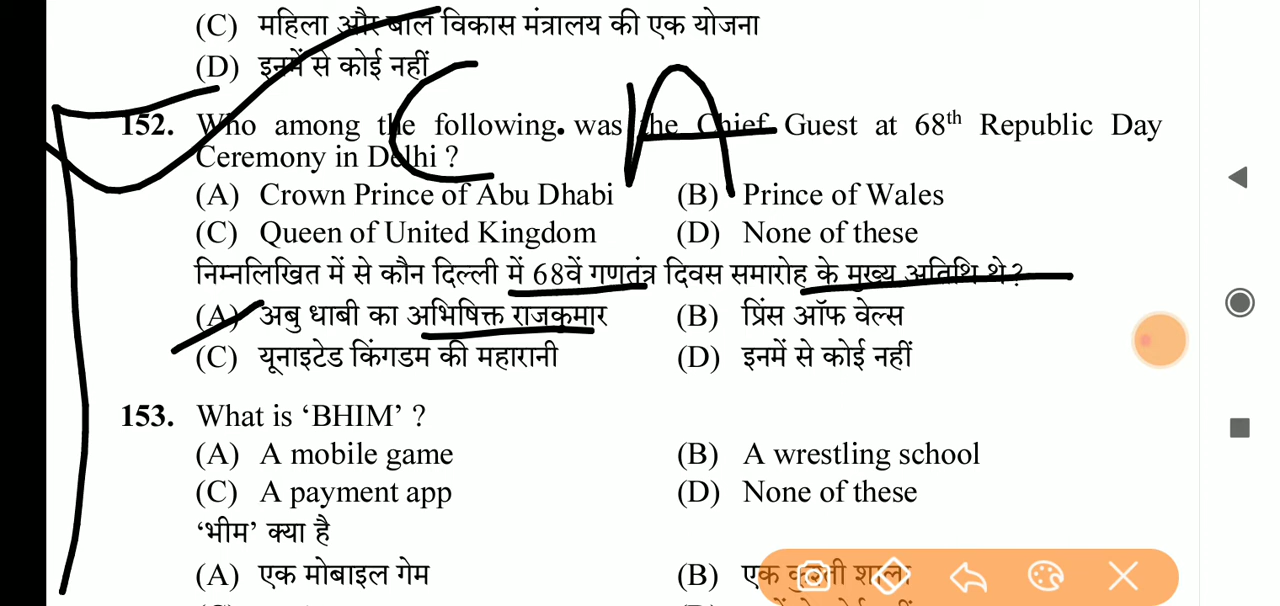 (C) महिला और बाल विकास मंत्रालय की एक योजना
(D) इनमें से कोई नहीं
152. Who among the following was the Chief Guest at 68th Republic Day
Ceremony in Delhi ?
(A) Crown Prince of Abu Dhabi (B) Prince of Wales
(C) Queen of United Kingdom (D) None of these
निम्नलिखित में से कौन दिल्ली में 68वें गणतंत्र दिवस समारोह के मुख्य अतिथि थे ?
(A) अबु धाबी का अभिषिक्त राजकुमार (B) प्रिंस ऑफ वेल्स
(C) यूनाइटेड किंगडम की महारानी (D) इनमें से कोई नहीं
153. What is ‘BHIM’ ?
(A) A mobile game (B) A wrestling school
(C) A payment app (D) None of these
‘भीम’ क्या है
(A) एक मोबाइल गेम (B) एक कुश्ती शाला
C A